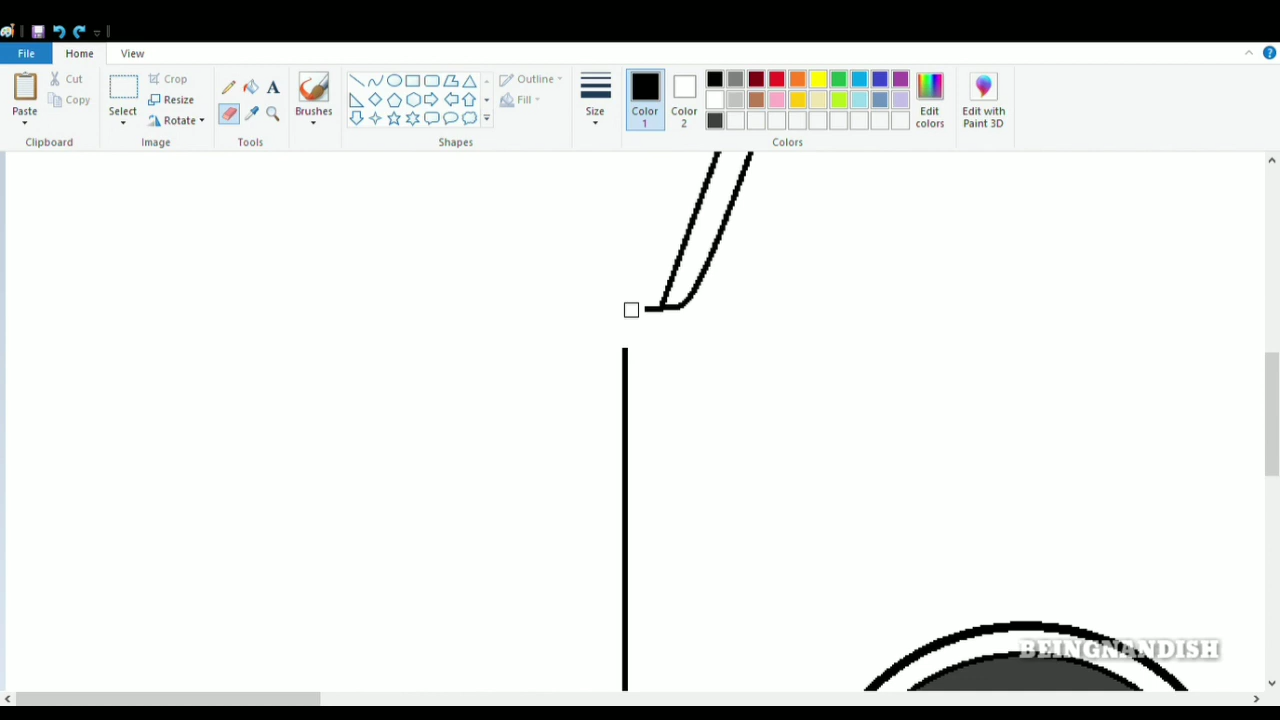 File Home View
Paste
Cut
Copy
Clipboard
Select
Crop
Resize
Rotate
Image
A
Tools
Brushes
Shapes
Outline
Fill
Size
Color
1
Color
2
Colors
Edit
colors
Edit with
Paint 3D
?
BEINGNANDISH